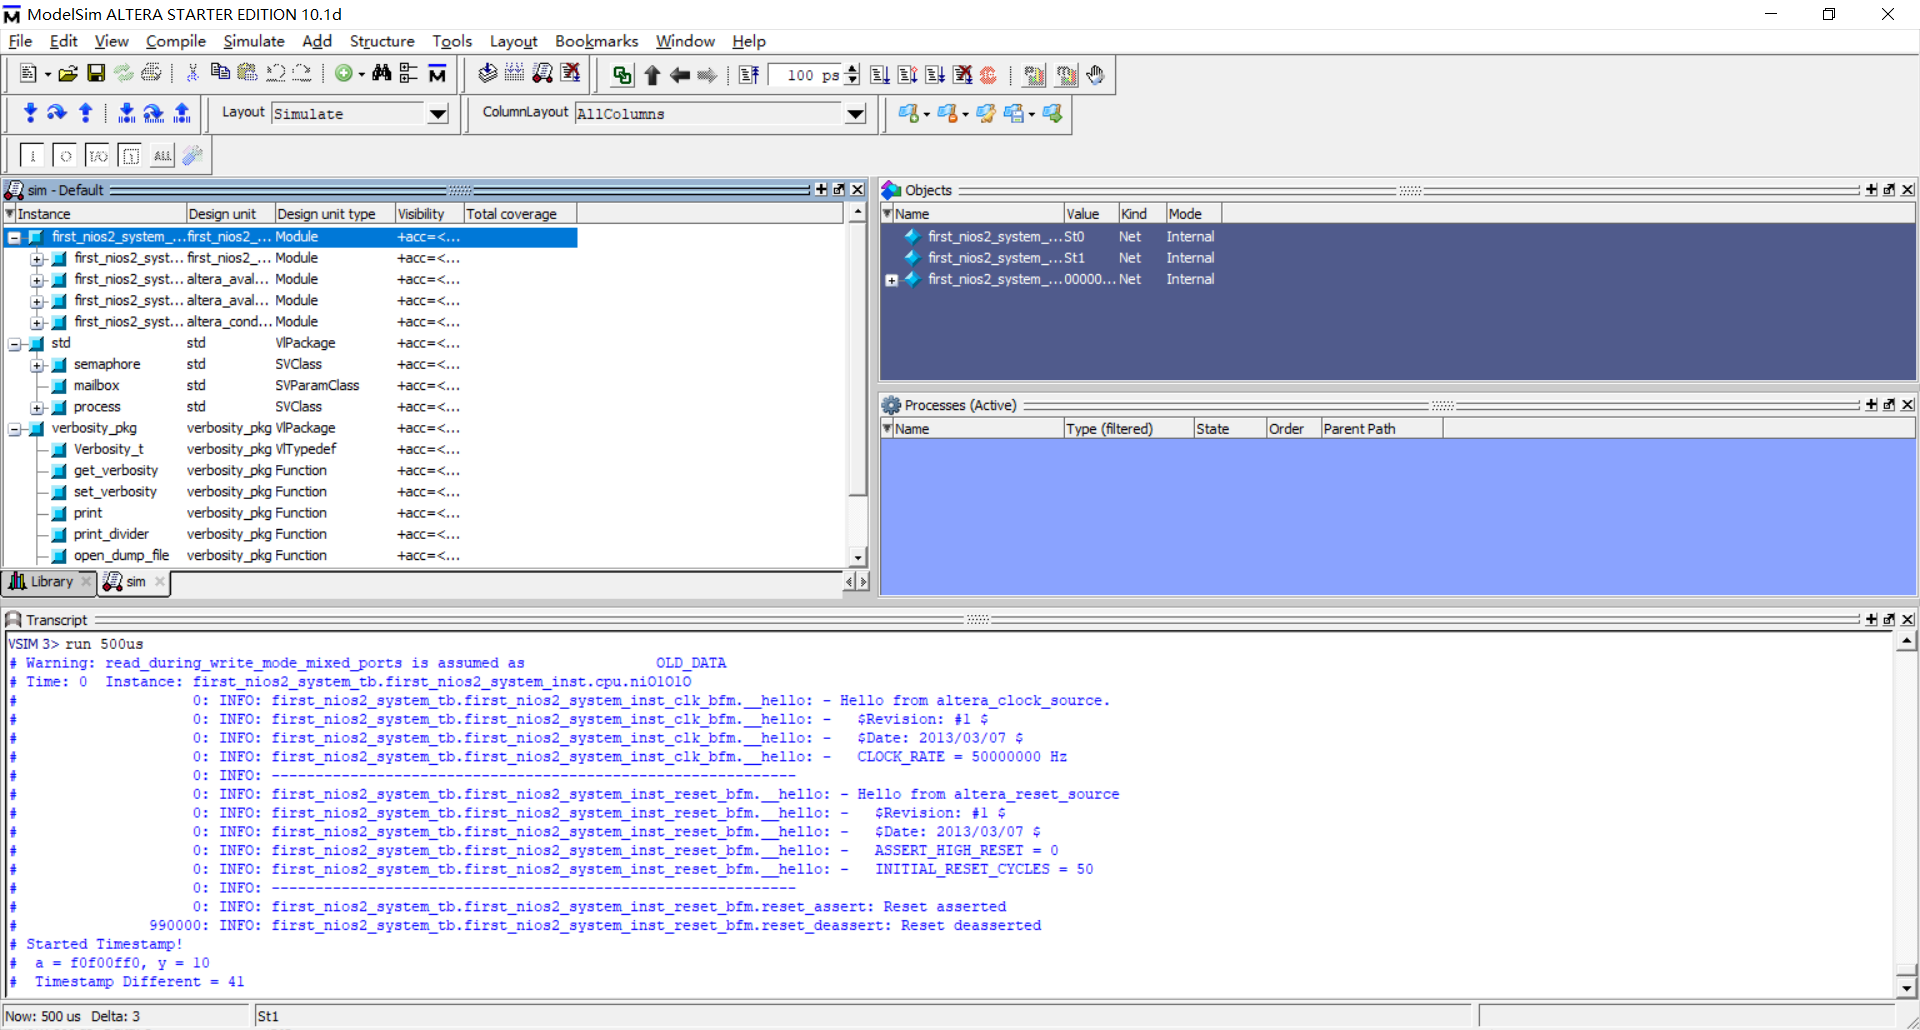 ModelSim ALTERA STARTER EDITION 10.1d
File Edit View Compile Simulate Add Structure Tools Layout Bookmarks Window Help
100 ps
Layout Simulate ColumnLayout AllColumns
ALL
sim - Default
Instance Design unit Design unit type Visibility Total coverage
first_nios2_system_... first_nios2_... Module +acc=<...
first_nios2_syst... first_nios2_... Module +acc=<...
first_nios2_syst... altera_aval... Module +acc=<...
first_nios2_syst... altera_aval... Module +acc=<...
first_nios2_syst... altera_cond... Module +acc=<...
std std VlPackage +acc=<...
semaphore std SVClass +acc=<...
mailbox std SVParamClass +acc=<...
process std SVClass +acc=<...
verbosity_pkg verbosity_pkg VlPackage +acc=<...
Verbosity_t verbosity_pkg VlTypedef +acc=<...
get_verbosity verbosity_pkg Function +acc=<...
set_verbosity verbosity_pkg Function +acc=<...
print verbosity_pkg Function +acc=<...
print_divider verbosity_pkg Function +acc=<...
open_dump_file verbosity_pkg Function +acc=<...
Library sim
Objects
Name Value Kind Mode
first_nios2_system_... St0 Net Internal
first_nios2_system_... St1 Net Internal
first_nios2_system_... 00000... Net Internal
Processes (Active)
Name Type (filtered) State Order Parent Path
Transcript
VSIM 3> run 500us
# Warning: read_during_write_mode_mixed_ports is assumed as OLD_DATA
# Time: 0 Instance: first_nios2_system_tb.first_nios2_system_inst.cpu.niO1O1O
# 0: INFO: first_nios2_system_tb.first_nios2_system_inst_clk_bfm.__hello: - Hello from altera_clock_source.
# 0: INFO: first_nios2_system_tb.first_nios2_system_inst_clk_bfm.__hello: - $Revision: #1 $
# 0: INFO: first_nios2_system_tb.first_nios2_system_inst_clk_bfm.__hello: - $Date: 2013/03/07 $
# 0: INFO: first_nios2_system_tb.first_nios2_system_inst_clk_bfm.__hello: - CLOCK_RATE = 50000000 Hz
# 0: INFO: ------------------------------------------------------------
# 0: INFO: first_nios2_system_tb.first_nios2_system_inst_reset_bfm.__hello: - Hello from altera_reset_source
# 0: INFO: first_nios2_system_tb.first_nios2_system_inst_reset_bfm.__hello: - $Revision: #1 $
# 0: INFO: first_nios2_system_tb.first_nios2_system_inst_reset_bfm.__hello: - $Date: 2013/03/07 $
# 0: INFO: first_nios2_system_tb.first_nios2_system_inst_reset_bfm.__hello: - ASSERT_HIGH_RESET = 0
# 0: INFO: first_nios2_system_tb.first_nios2_system_inst_reset_bfm.__hello: - INITIAL_RESET_CYCLES = 50
# 0: INFO: ------------------------------------------------------------
# 0: INFO: first_nios2_system_tb.first_nios2_system_inst_reset_bfm.reset_assert: Reset asserted
# 990000: INFO: first_nios2_system_tb.first_nios2_system_inst_reset_bfm.reset_deassert: Reset deasserted
# Started Timestamp!
# a = f0f00ff0, y = 10
# Timestamp Different = 41
Now: 500 us Delta: 3 St1